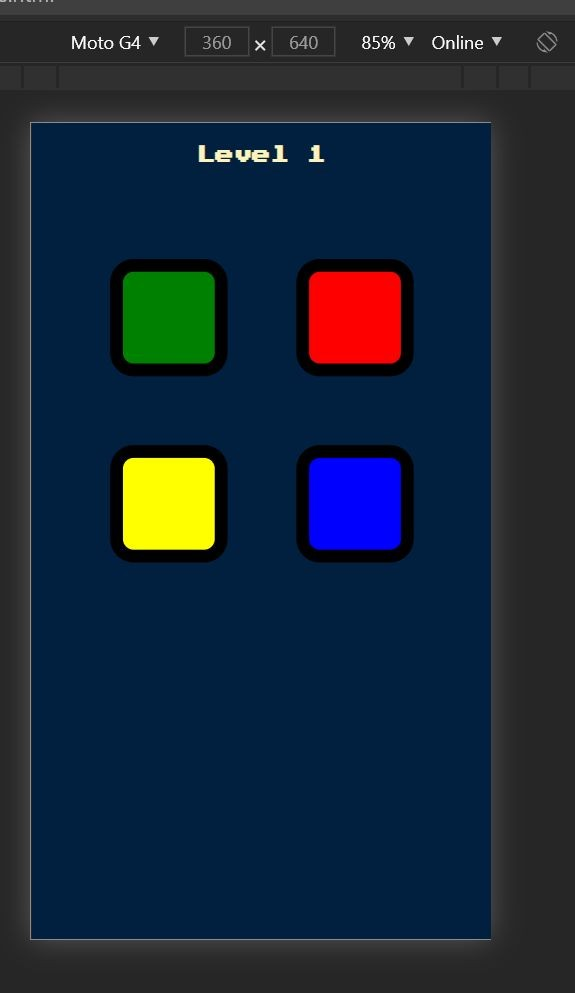 Moto G4 ▼ 360 × 640 85% ▼ Online ▼
Level 1